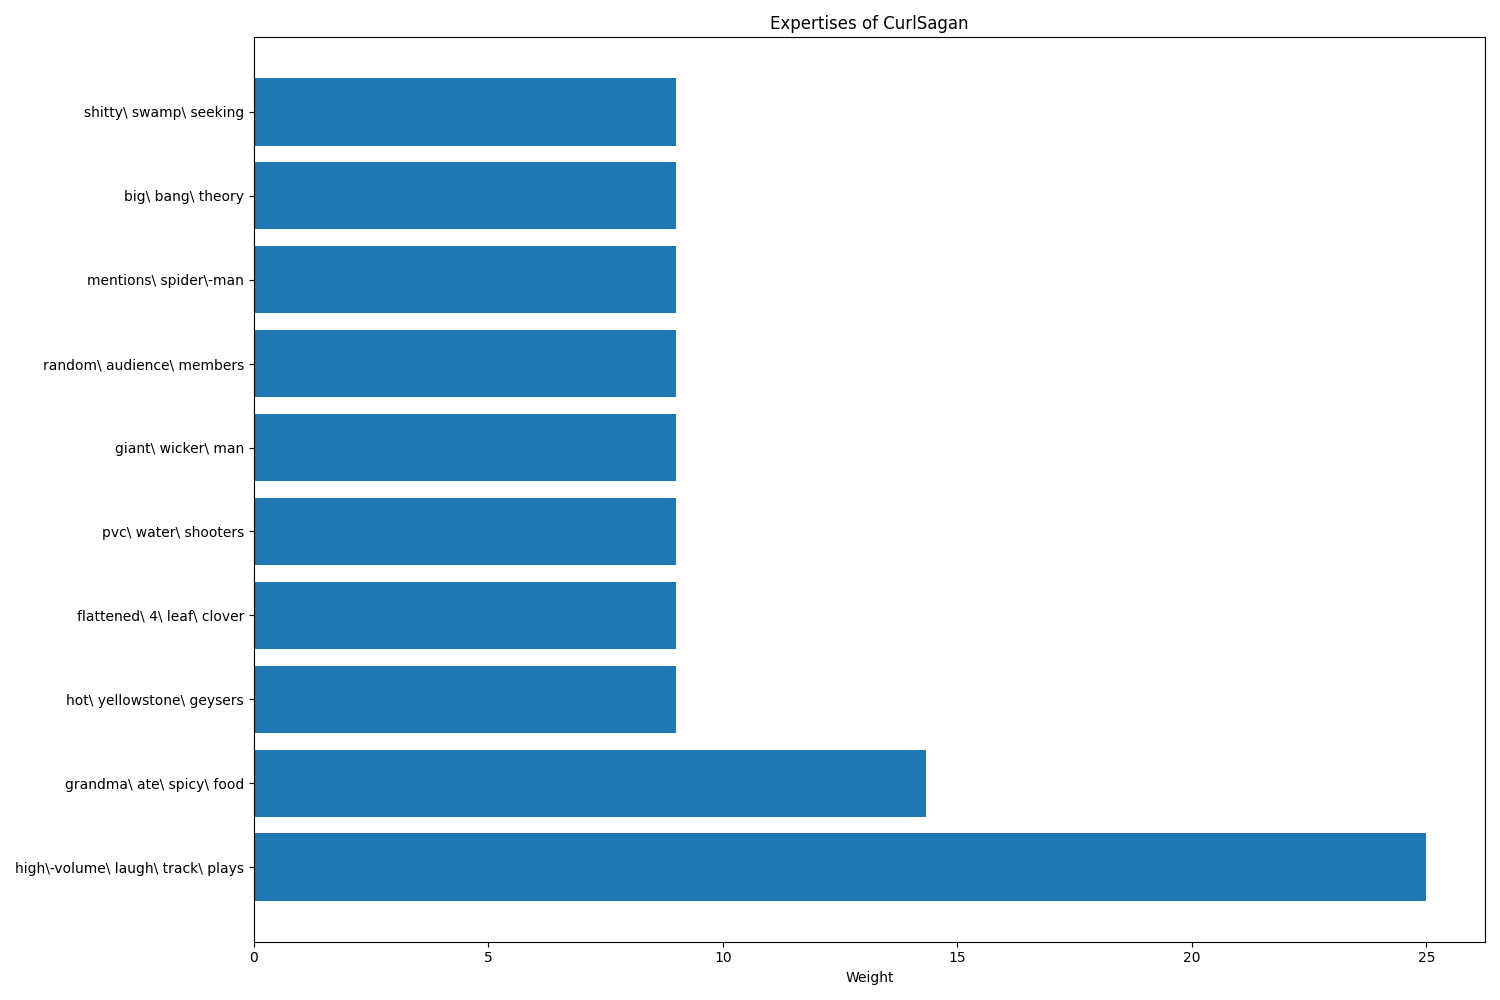 Expertises of CurlSagan
shitty\ swamp\ seeking
big\ bang\ theory
mentions\ spider\-man
random\ audience\ members
giant\ wicker\ man
pvc\ water\ shooters
flattened\ 4\ leaf\ clover
hot\ yellowstone\ geysers
grandma\ ate\ spicy\ food
high\-volume\ laugh\ track\ plays
0 5 10 15 20 25
Weight